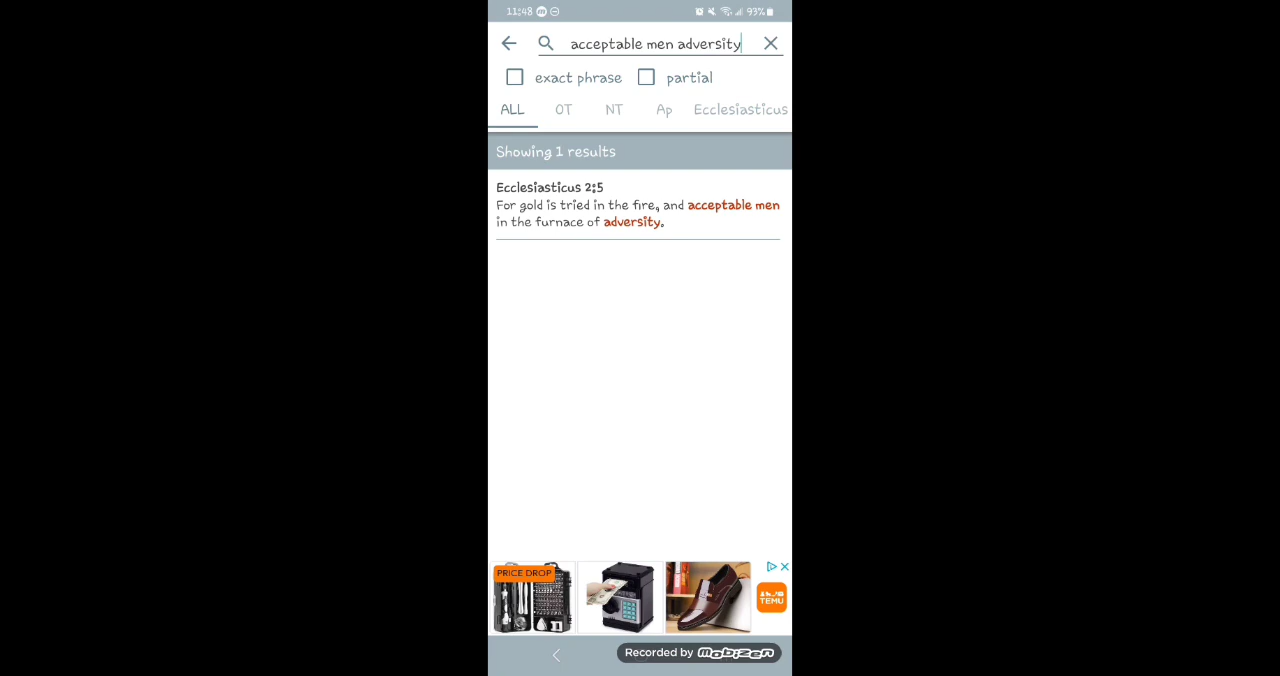 11:48 m 93%
acceptable men adversity
exact phrase partial
ALL OT NT Ap Ecclesiasticus
Showing 1 results
Ecclesiasticus 2:5
For gold is tried in the fire, and acceptable men
in the furnace of adversity.
PRICE DROP
TEMU
Recorded by mobizen